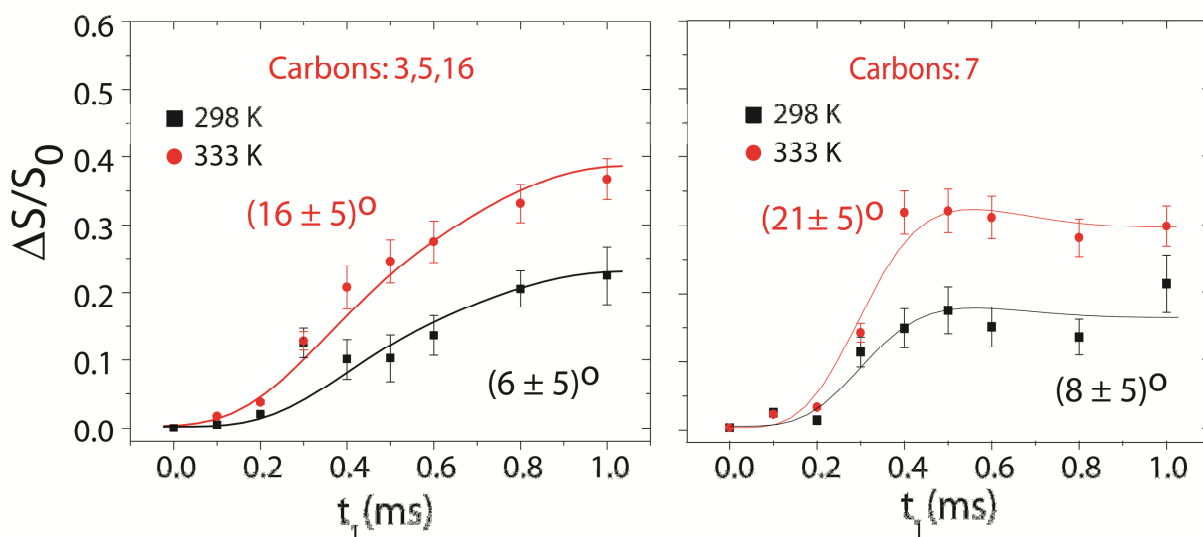 ΔS/S0
0.6
0.5
0.4
0.3
0.2
0.1
0.0
Carbons: 3,5,16
298 K
333 K
(16 ± 5)o
(6 ± 5)o
0.0 0.2 0.4 0.6 0.8 1.0
t1(ms)
Carbons: 7
298 K
333 K
(21± 5)o
(8 ± 5)o
0.0 0.2 0.4 0.6 0.8 1.0
t1(ms)